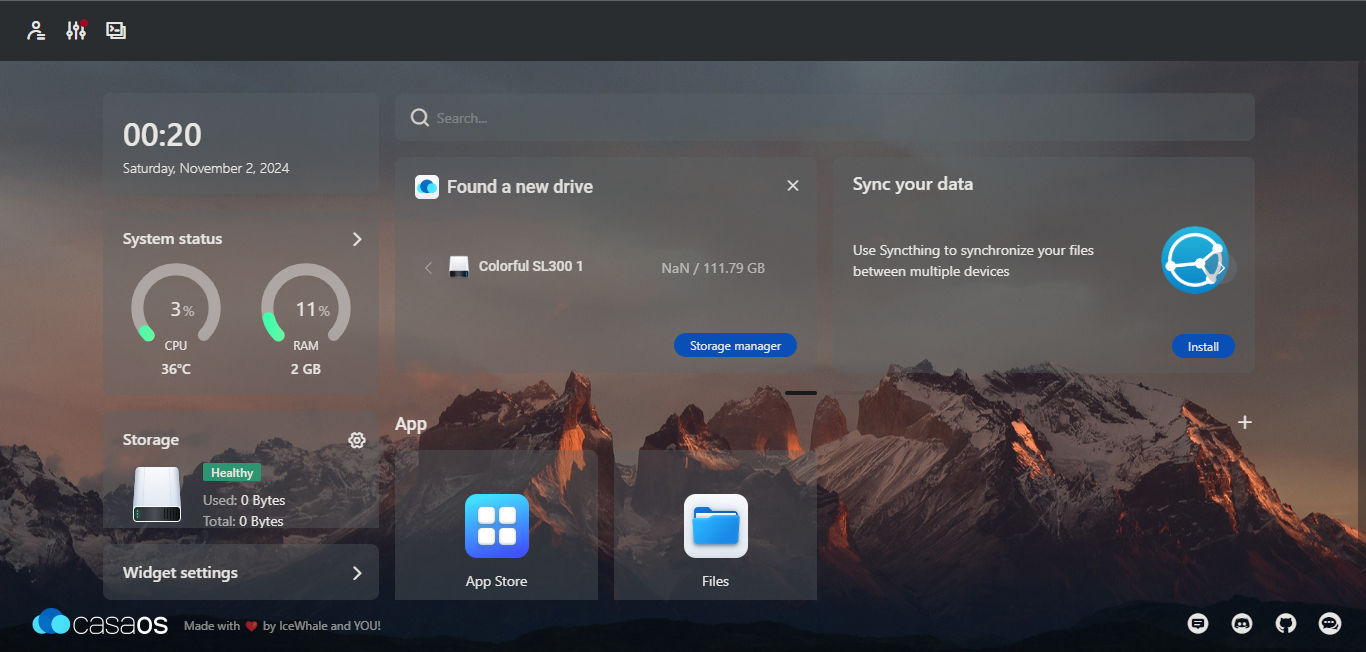 00:20
Saturday, November 2, 2024
System status
3%
CPU
36°C
11%
RAM
2 GB
Storage
Healthy
Used: 0 Bytes
Total: 0 Bytes
Widget settings
Search...
Found a new drive
Colorful SL300 1
NaN / 111.79 GB
Storage manager
Sync your data
Use Syncthing to synchronize your files
between multiple devices
Install
App
App Store
Files
casaos
Made with ❤ by IceWhale and YOU!